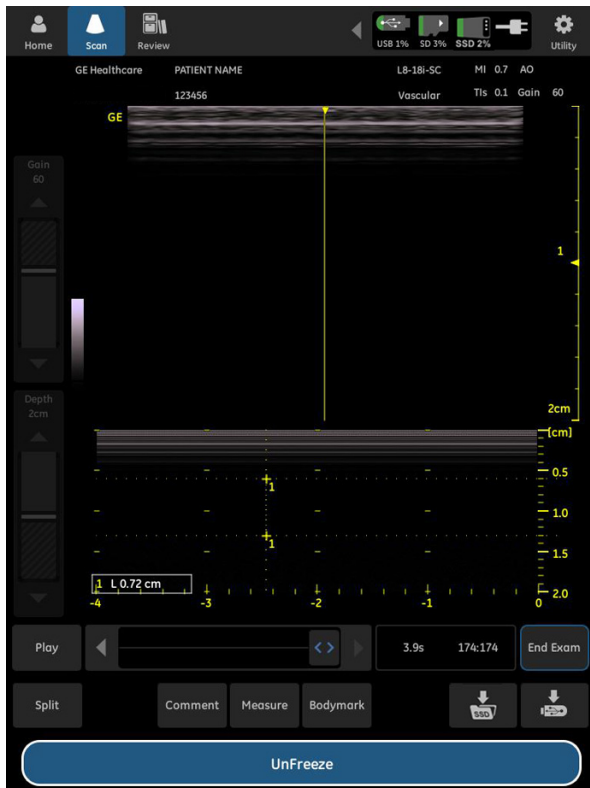 Home
Scan
Review
USB 1% SD 3% SSD 2%
Utility
GE Healthcare PATIENT NAME L8-18i-SC MI 0.7 AO
123456 Vascular TIs 0.1 Gain 60
GE
Gain
60
1
Depth
2cm
2cm
[cm]
0.5
1
1.0
1
1.5
1 L 0.72 cm
2.0
-4 -3 -2 -1 0
Play < > 3.9s 174:174 End Exam
Split Comment Measure Bodymark SSD
UnFreeze